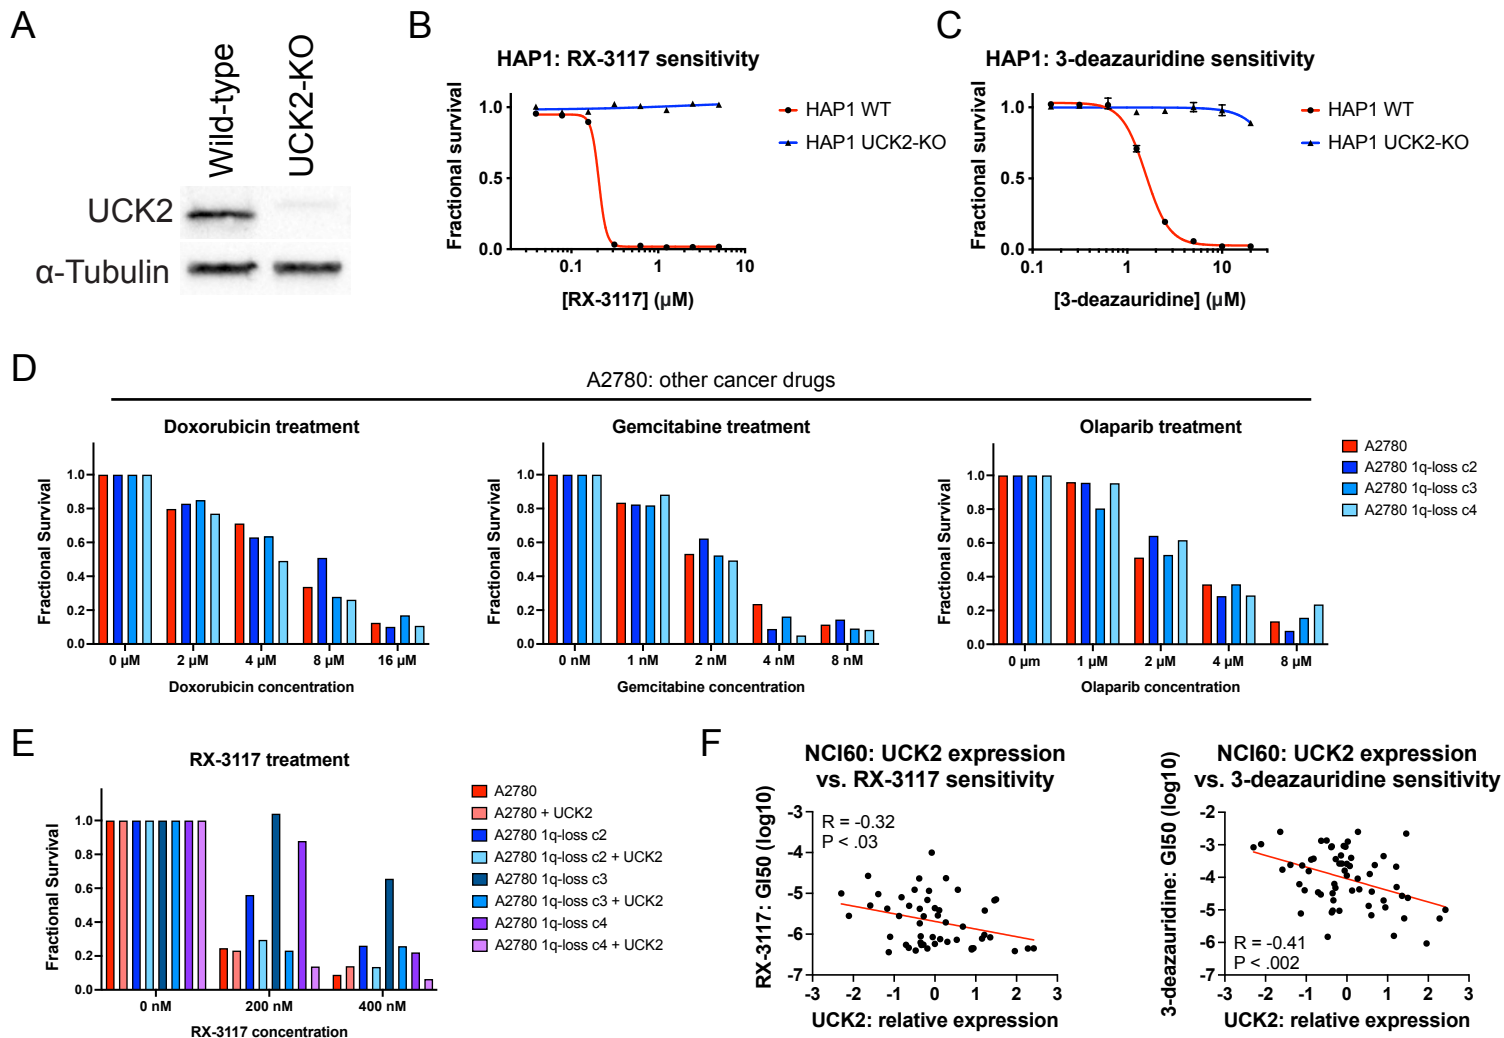 A
Wild-type
UCK2-KO
UCK2
α-Tubulin
B
HAP1: RX-3117 sensitivity
Fractional survival
1.0
0.5
0.0
0.1
1
10
[RX-3117] (μM)
HAP1 WT
HAP1 UCK2-KO
C
HAP1: 3-deazauridine sensitivity
Fractional survival
1.0
0.5
0.0
0.1
1
10
[3-deazauridine] (μM)
HAP1 WT
HAP1 UCK2-KO
D
A2780: other cancer drugs
Doxorubicin treatment
Fractional Survival
1.0
0.8
0.6
0.4
0.2
0.0
0 μM
2 μM
4 μM
8 μM
16 μM
Doxorubicin concentration
Gemcitabine treatment
Fractional Survival
1.0
0.8
0.6
0.4
0.2
0.0
0 nM
1 nM
2 nM
4 nM
8 nM
Gemcitabine concentration
Olaparib treatment
Fractional Survival
1.0
0.8
0.6
0.4
0.2
0.0
0 μm
1 μM
2 μM
4 μM
8 μM
Olaparib concentration
A2780
A2780 1q-loss c2
A2780 1q-loss c3
A2780 1q-loss c4
E
RX-3117 treatment
Fractional Survival
1.0
0.8
0.6
0.4
0.2
0.0
0 nM
200 nM
400 nM
RX-3117 concentration
A2780
A2780 + UCK2
A2780 1q-loss c2
A2780 1q-loss c2 + UCK2
A2780 1q-loss c3
A2780 1q-loss c3 + UCK2
A2780 1q-loss c4
A2780 1q-loss c4 + UCK2
F
NCI60: UCK2 expression
vs. RX-3117 sensitivity
RX-3117: GI50 (log10)
-3
-4
-5
-6
-7
R = -0.32
P < .03
-3
-2
-1
0
1
2
3
UCK2: relative expression
NCI60: UCK2 expression
vs. 3-deazauridine sensitivity
3-deazauridine: GI50 (log10)
-2
-3
-4
-5
-6
-7
R = -0.41
P < .002
-3
-2
-1
0
1
2
3
UCK2: relative expression